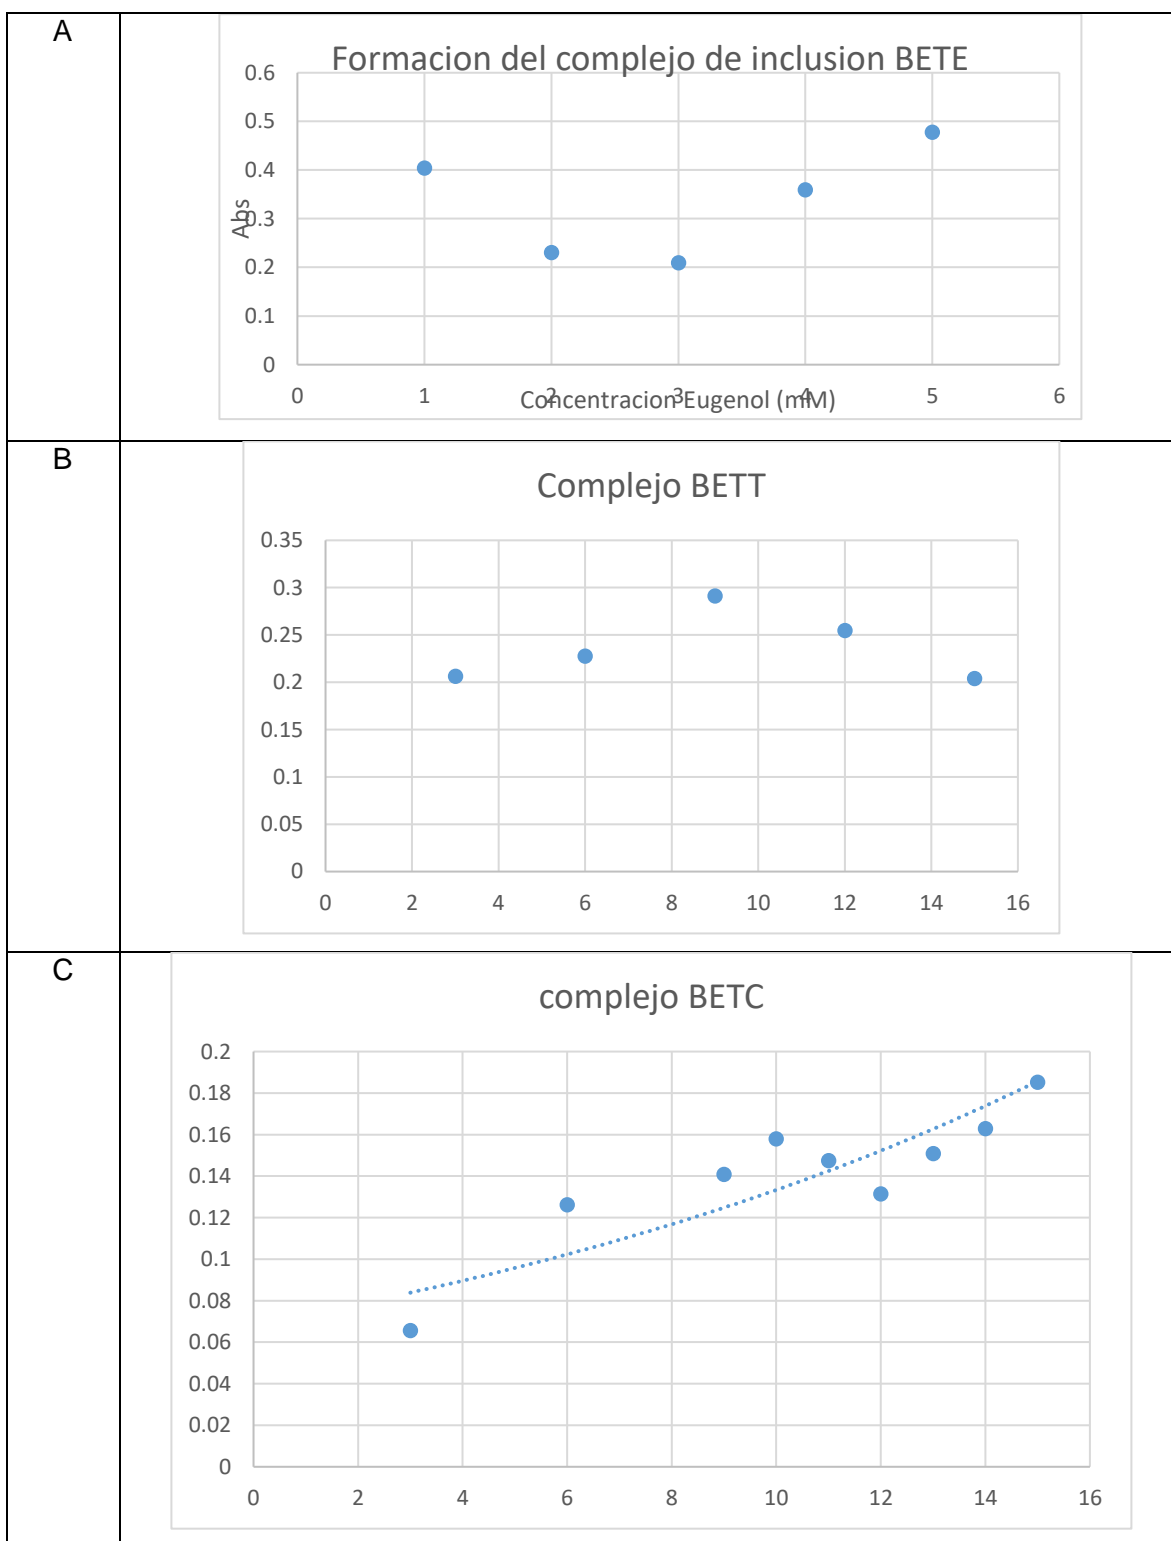 A
Formacion del complejo de inclusion BETE
0.6
0.5
0.4
0.3
0.2
0.1
0
Abs
0 1 2 3 4 5 6
Concentracion Eugenol (mM)
B
Complejo BETT
0.35
0.3
0.25
0.2
0.15
0.1
0.05
0
0 2 4 6 8 10 12 14 16
C
complejo BETC
0.2
0.18
0.16
0.14
0.12
0.1
0.08
0.06
0.04
0.02
0
0 2 4 6 8 10 12 14 16